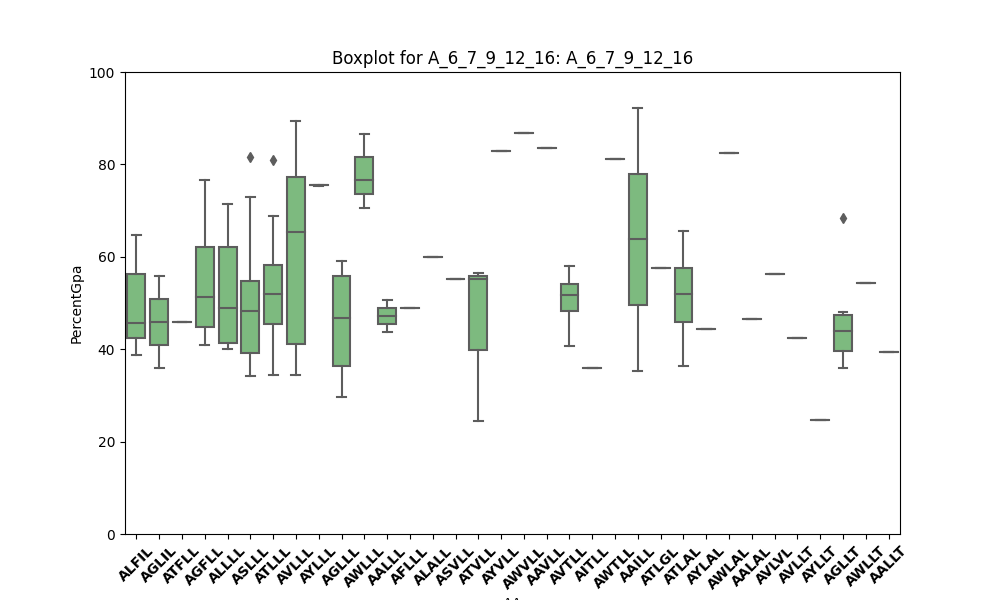 Boxplot for A_6_7_9_12_16: A_6_7_9_12_16
100
80
60
40
20
0
PercentGpa
ALFIL
AGLIL
ATFLL
AGFLL
ALLLL
ASLLL
ATLLL
AVLLL
AYLLL
AGLLL
AWLLL
AALLL
AFLLL
ALALL
ASVLL
ATVLL
AYVLL
AWVLL
AAVLL
AVTLL
AITLL
AWTLL
AAILL
ATLGL
ATLAL
AYLAL
AWLAL
AALAL
AVLVL
AVLLT
AYLLT
AGLLT
AWLLT
AALLT